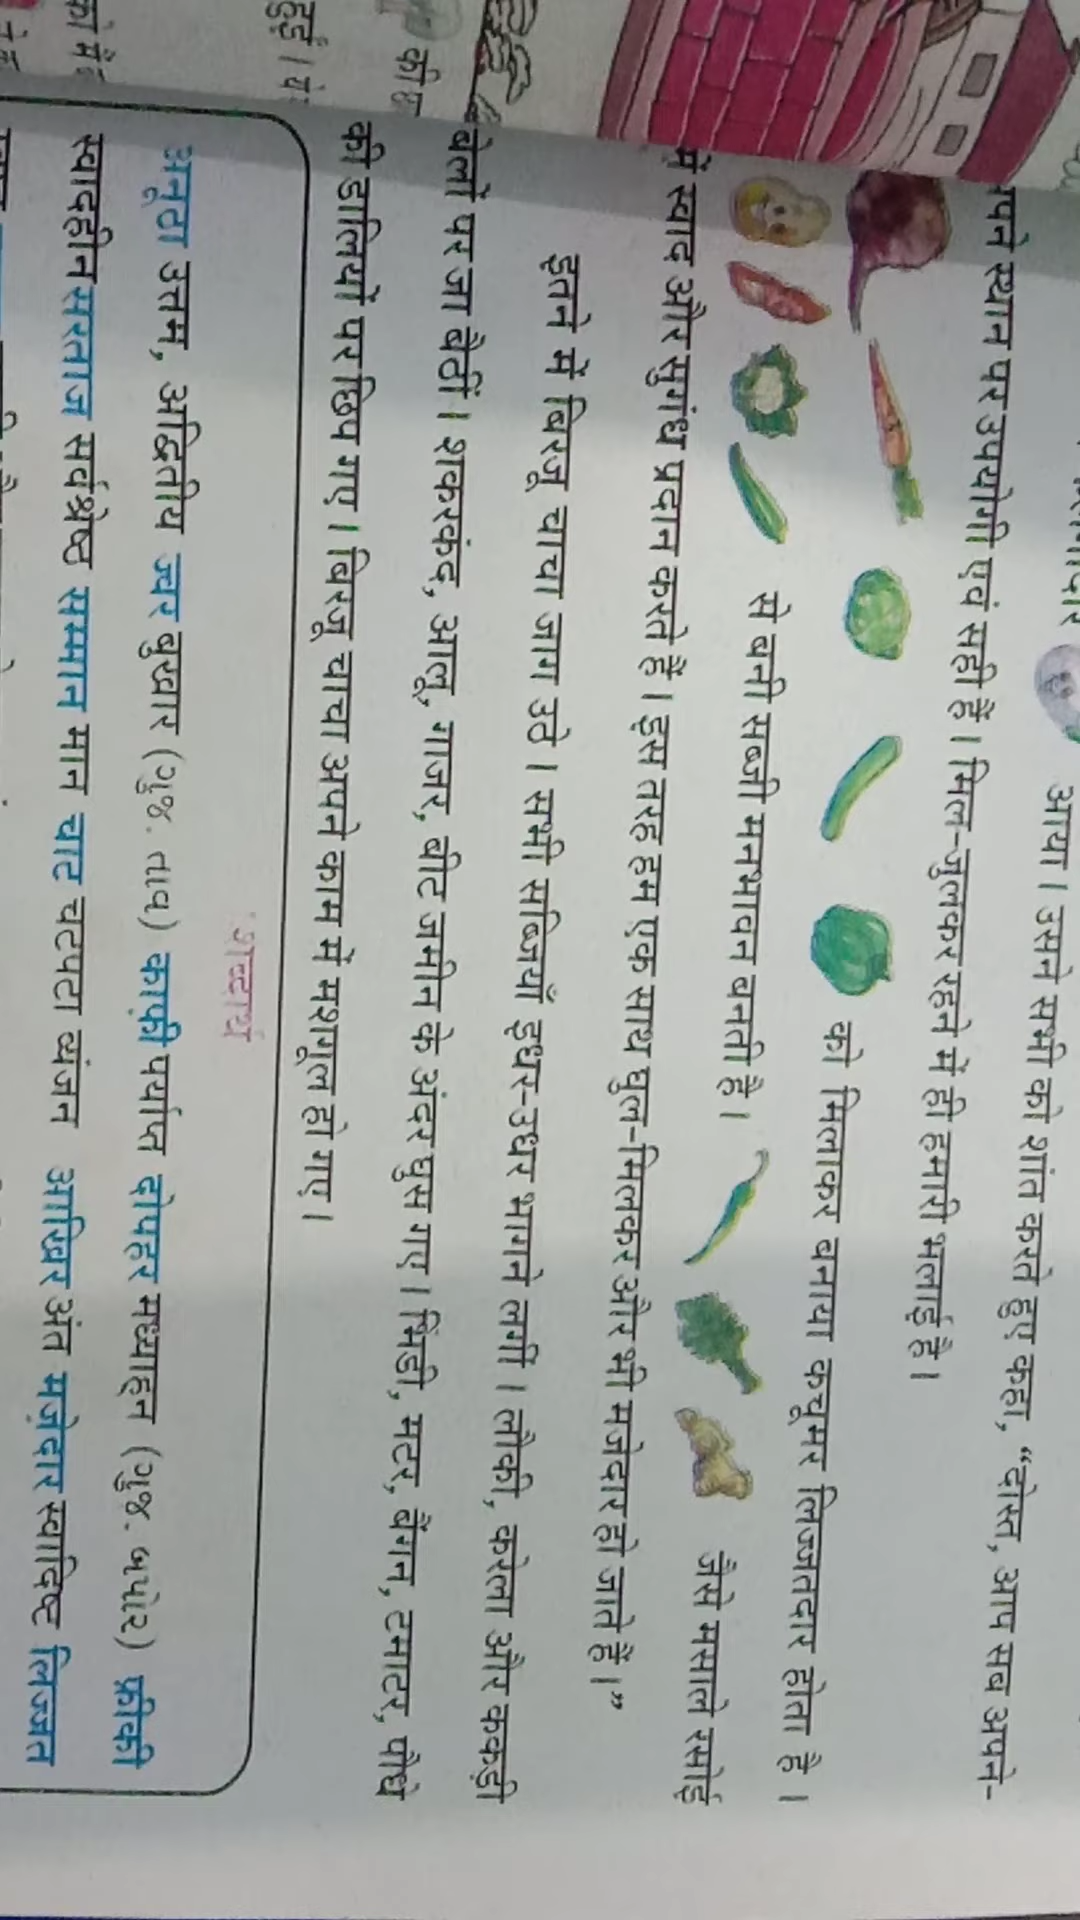 आया । उसने सभी को शांत करते हुए कहा, “दोस्त, आप सब अपने-
अपने स्थान पर उपयोगी एवं सही हैं । मिल-जुलकर रहने में ही हमारी भलाई है ।
को मिलाकर बनाया कचूमर लिज्जतदार होता है ।
से बनी सब्जी मनभावन बनती है ।
जैसे मसाले रसोई
में स्वाद और सुगंध प्रदान करते हैं । इस तरह हम एक साथ घुल-मिलकर और भी मजेदार हो जाते हैं ।”
इतने में बिरजू चाचा जाग उठे । सभी सब्जियाँ इधर-उधर भागने लगी । लौकी, करेला और ककड़ी
बेलों पर जा बैठीं । शकरकंद, आलू, गाजर, बीट जमीन के अंदर घुस गए । भिंडी, मटर, बैंगन, टमाटर, पौधे
की डालियों पर छिप गए । बिरजू चाचा अपने काम में मशगूल हो गए ।
शब्दार्थ
अनूठा उत्तम, अद्वितीय ज्वर बुखार (ગુજ. તાવ) काफ़ी पर्याप्त दोपहर मध्याह्न (ગુજ. બપોર) फ़ीकी
स्वादहीन सरताज सर्वश्रेष्ठ सम्मान मान चाट चटपटा व्यंजन आखिर अंत मज़ेदार स्वादिष्ट लिज्जत